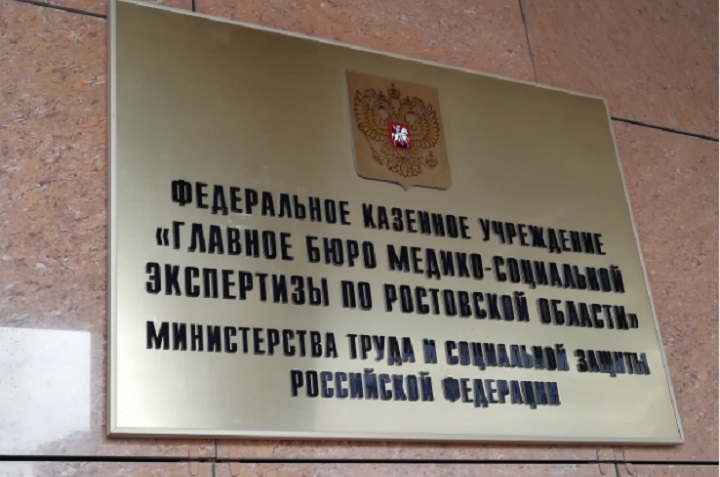 ФЕДЕРАЛЬНОЕ КАЗЕННОЕ УЧРЕЖДЕНИЕ
«ГЛАВНОЕ БЮРО МЕДИКО-СОЦИАЛЬНОЙ
ЭКСПЕРТИЗЫ ПО РОСТОВСКОЙ ОБЛАСТИ»
МИНИСТЕРСТВА ТРУДА И СОЦИАЛЬНОЙ ЗАЩИТЫ
РОССИЙСКОЙ ФЕДЕРАЦИИ